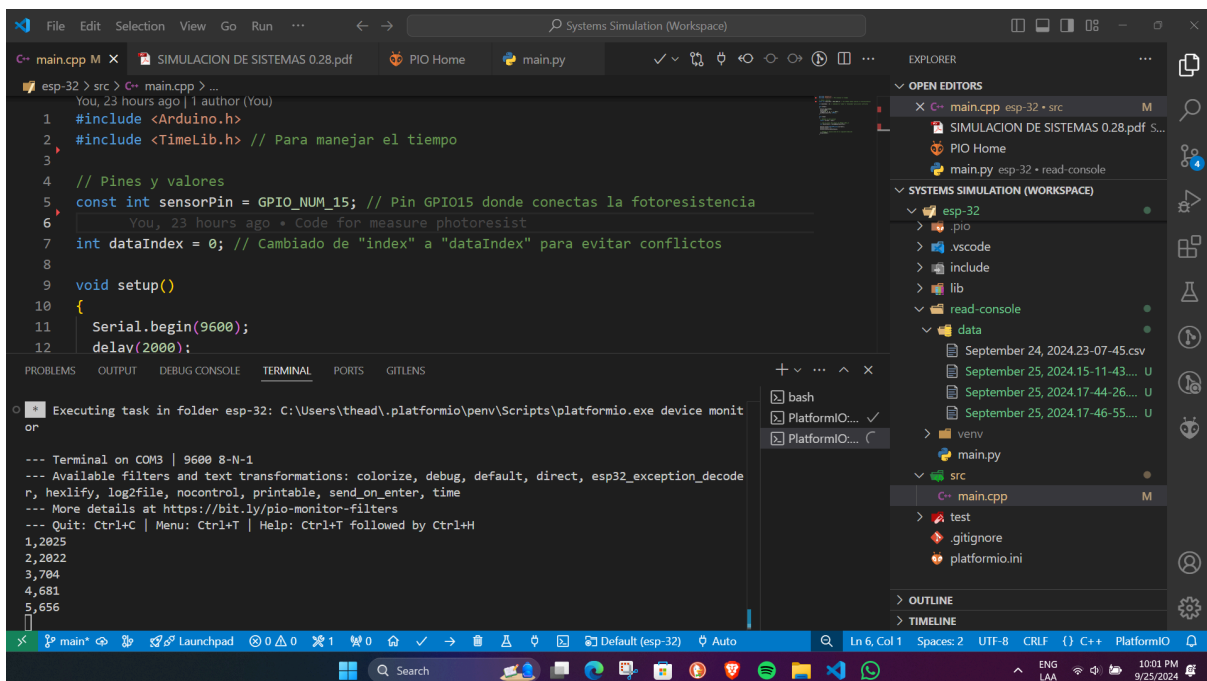 File Edit Selection View Go Run ··· Systems Simulation (Workspace)
main.cpp M SIMULACION DE SISTEMAS 0.28.pdf PIO Home main.py
esp-32 > src > main.cpp > ...
You, 23 hours ago | 1 author (You)
1 #include <Arduino.h>
2 #include <TimeLib.h> // Para manejar el tiempo
3
4 // Pines y valores
5 const int sensorPin = GPIO_NUM_15; // Pin GPIO15 donde conectas la fotoresistencia
6 You, 23 hours ago • Code for measure photoresist
7 int dataIndex = 0; // Cambiado de "index" a "dataIndex" para evitar conflictos
8
9 void setup()
10 {
11 Serial.begin(9600);
12 delay(2000);
PROBLEMS OUTPUT DEBUG CONSOLE TERMINAL PORTS GITLENS
* Executing task in folder esp-32: C:\Users\thead\.platformio\penv\Scripts\platformio.exe device monit
or
--- Terminal on COM3 | 9600 8-N-1
--- Available filters and text transformations: colorize, debug, default, direct, esp32_exception_decode
r, hexlify, log2file, nocontrol, printable, send_on_enter, time
--- More details at https://bit.ly/pio-monitor-filters
--- Quit: Ctrl+C | Menu: Ctrl+T | Help: Ctrl+T followed by Ctrl+H
1,2025
2,2022
3,704
4,681
5,656
bash
PlatformIO:...
PlatformIO:...
EXPLORER
OPEN EDITORS
main.cpp esp-32 • src M
SIMULACION DE SISTEMAS 0.28.pdf S...
PIO Home
main.py esp-32 • read-console
SYSTEMS SIMULATION (WORKSPACE)
esp-32
.pio
.vscode
include
lib
read-console
data
September 24, 2024.23-07-45.csv
September 25, 2024.15-11-43.... U
September 25, 2024.17-44-26.... U
September 25, 2024.17-46-55.... U
venv
main.py
src
main.cpp M
test
.gitignore
platformio.ini
OUTLINE
TIMELINE
4
main* Launchpad 0 0 1 0 Default (esp-32) Auto Ln 6, Col 1 Spaces: 2 UTF-8 CRLF {} C++ PlatformIO
Search ENG LAA 10:01 PM 9/25/2024